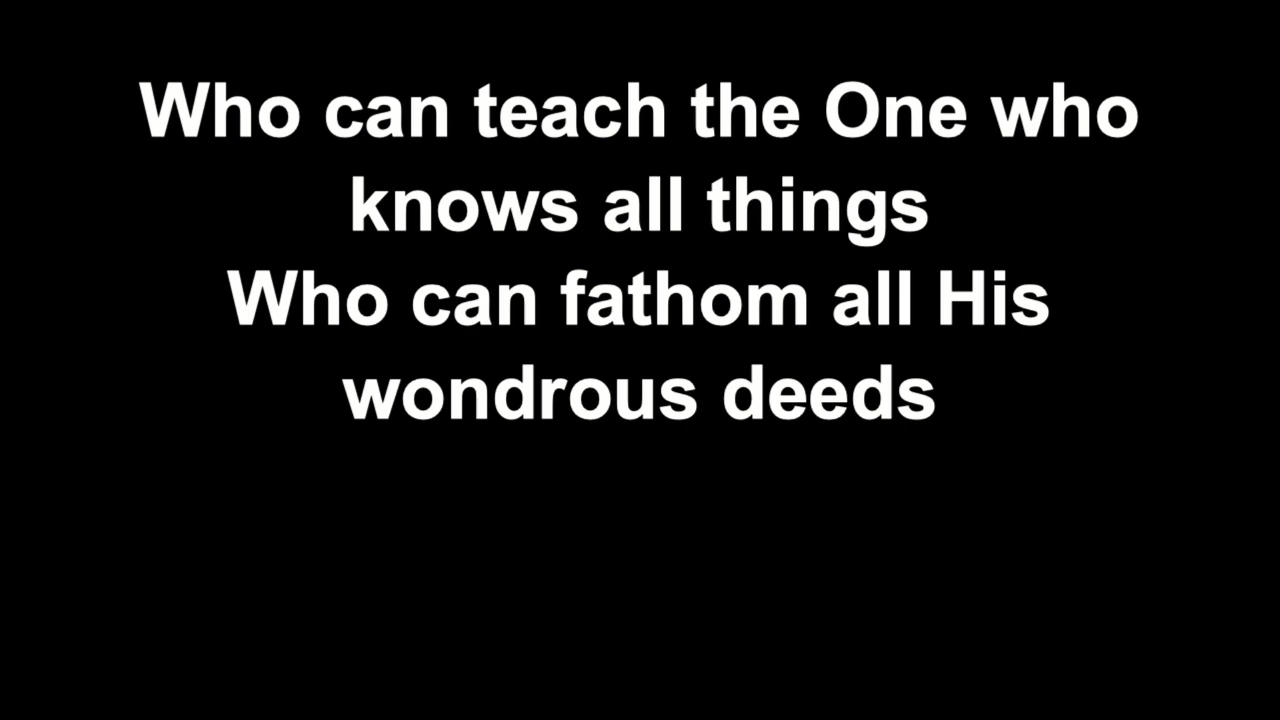 Who can teach the One who
knows all things
Who can fathom all His
wondrous deeds